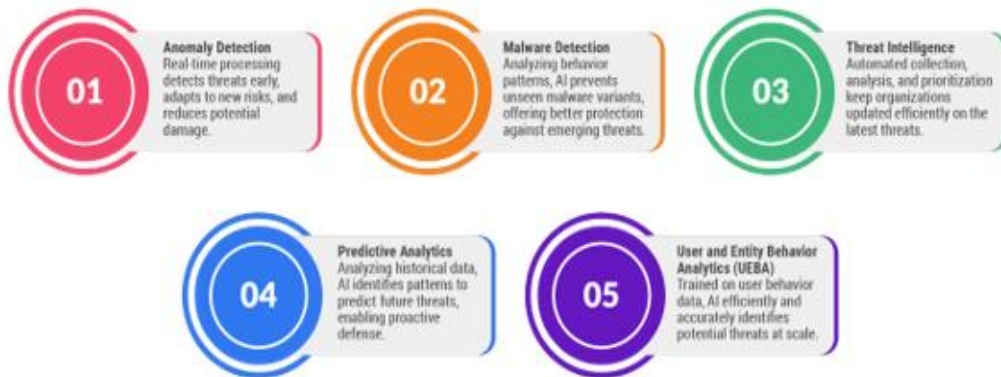 01
Anomaly Detection
Real-time processing
detects threats early,
adapts to new risks, and
reduces potential
damage.
02
Malware Detection
Analyzing behavior
patterns, AI prevents
unseen malware variants,
offering better protection
against emerging threats.
03
Threat Intelligence
Automated collection,
analysis, and prioritization
keep organizations
updated efficiently on the
latest threats.
04
Predictive Analytics
Analyzing historical data,
AI identifies patterns to
predict future threats,
enabling proactive
defense.
05
User and Entity Behavior
Analytics (UEBA)
Trained on user behavior
data, AI efficiently and
accurately identifies
potential threats at scale.